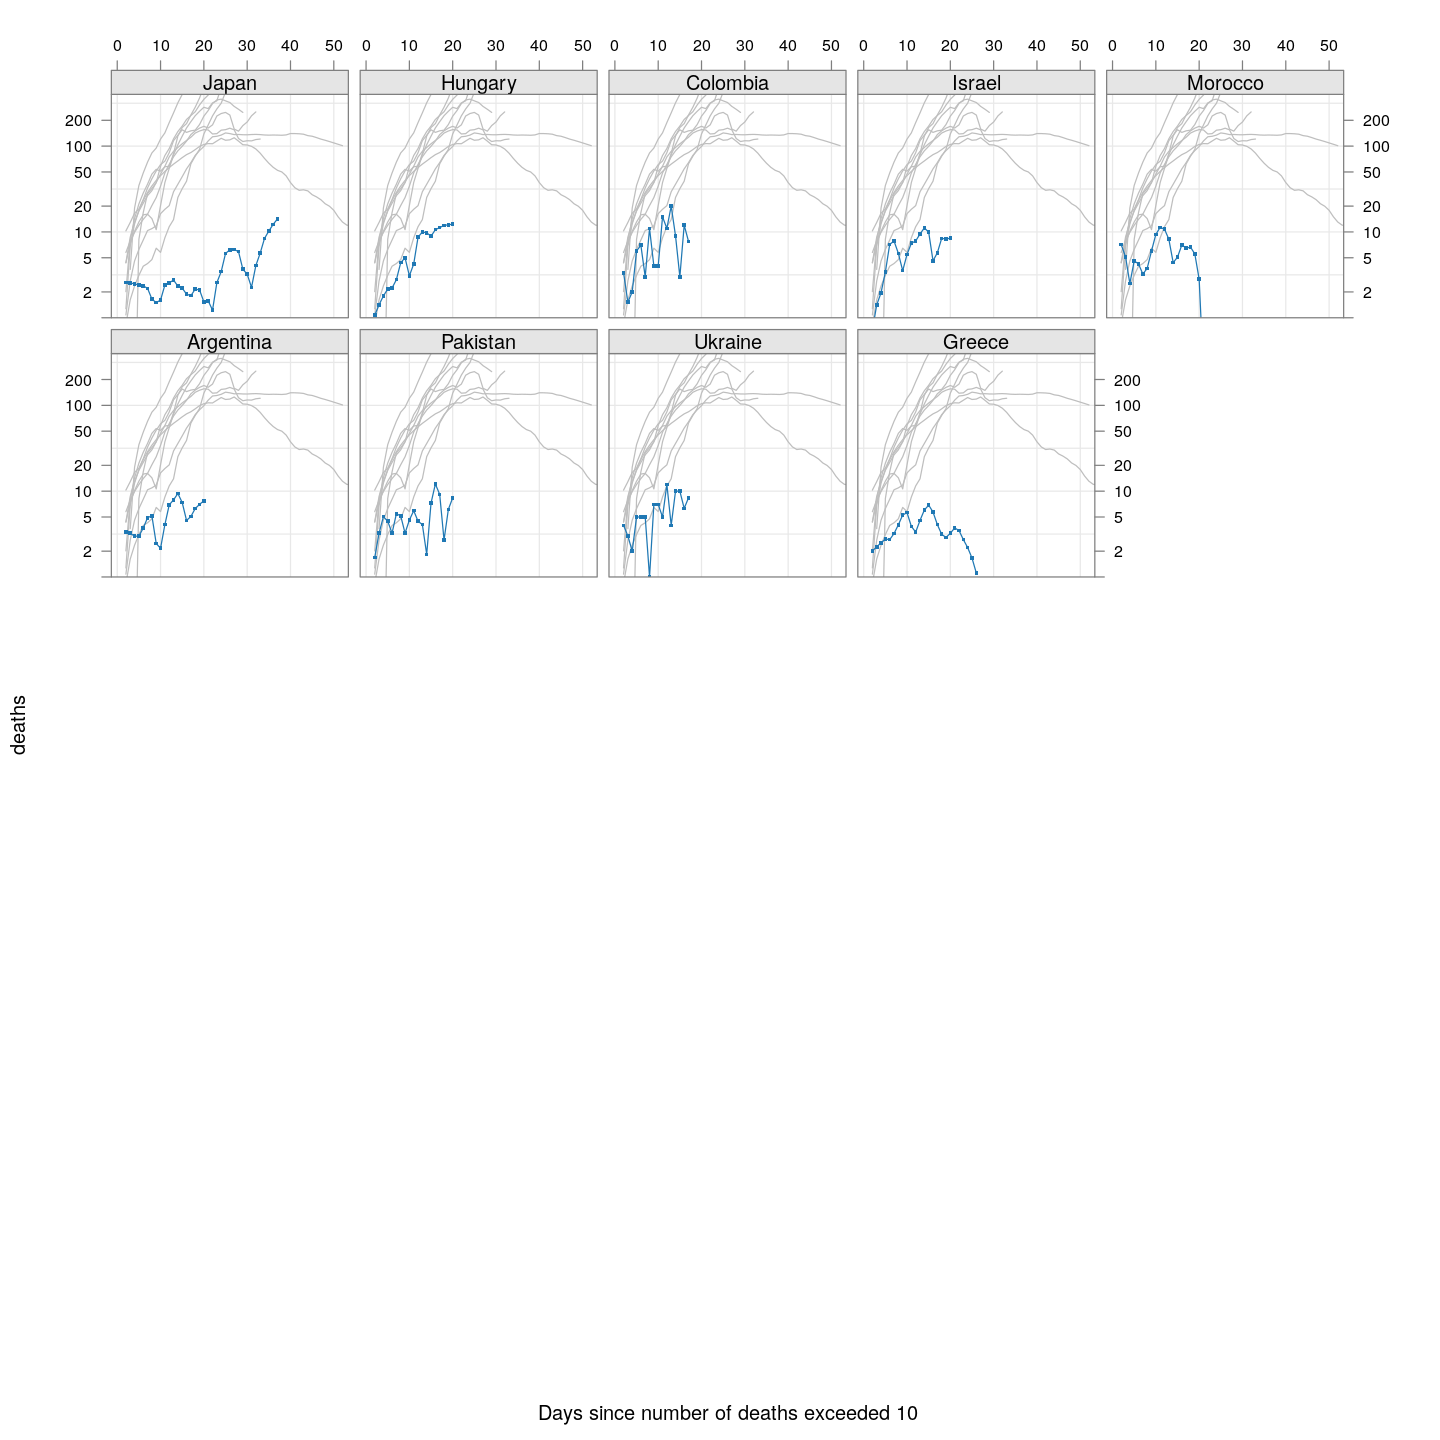 0 10 20 30 40 50 0 10 20 30 40 50 0 10 20 30 40 50 0 10 20 30 40 50 0 10 20 30 40 50
Japan Hungary Colombia Israel Morocco
200 200
100 100
50 50
20 20
10 10
5 5
2 2
Argentina Pakistan Ukraine Greece
200 200
100 100
50 50
20 20
10 10
5 5
2 2
deaths
Days since number of deaths exceeded 10